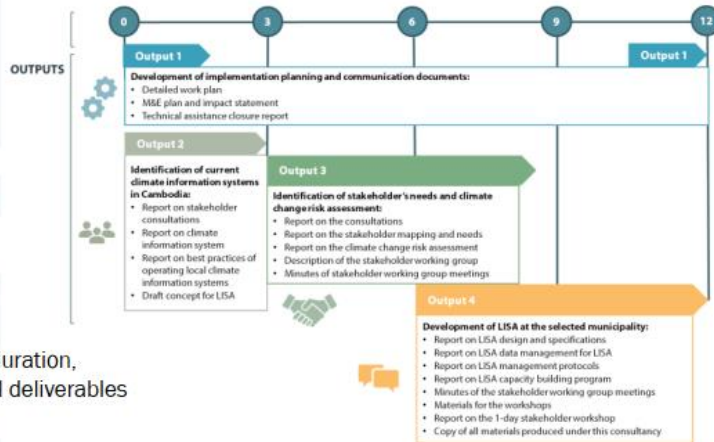 0 3 6 9 12
OUTPUTS
Output 1
Output 1
Development of implementation planning and communication documents:
• Detailed work plan
• M&E plan and impact statement
• Technical assistance closure report
Output 2
Identification of current
climate information systems
in Cambodia:
• Report on stakeholder
consultations
• Report on climate
information system
• Report on best practices of
operating local climate
information systems
• Draft concept for LISA
Output 3
Identification of stakeholder's needs and climate
change risk assessment:
• Report on the consultations
• Report on the stakeholder mapping and needs
• Report on the climate change risk assessment
• Description of the stakeholder working group
• Minutes of stakeholder working group meetings
Output 4
Development of LISA at the selected municipality:
• Report on LISA design and specifications
• Report on LISA data management for LISA
• Report on LISA management protocols
• Report on LISA capacity building program
• Minutes of the stakeholder working group meetings
• Materials for the workshops
• Report on the 1-day stakeholder workshop
• Copy of all materials produced under this consultancy
uration,
deliverables